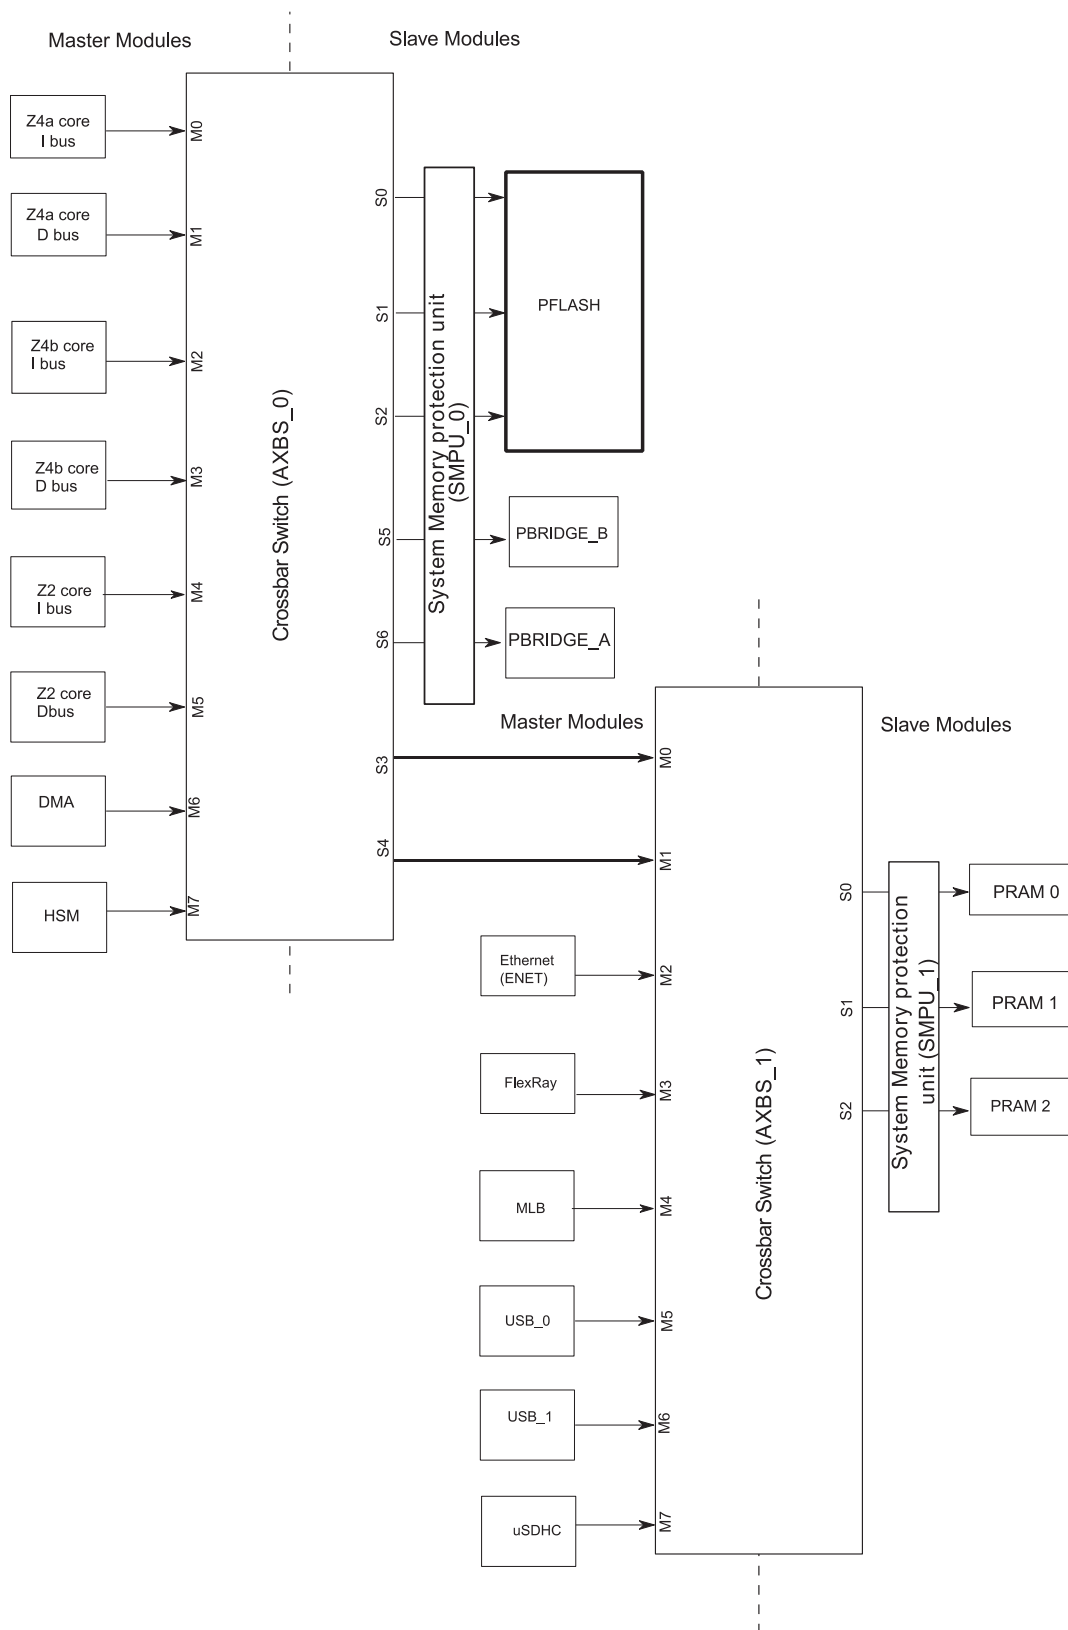 Master Modules
Slave Modules
Z4a core
I bus
M0
Z4a core
D bus
M1
Z4b core
I bus
M2
Z4b core
D bus
M3
Z2 core
I bus
M4
Z2 core
Dbus
M5
DMA
M6
HSM
M7
Crossbar Switch (AXBS_0)
S0
S1
S2
S5
S6
S3
S4
System Memory protection unit
(SMPU_0)
PFLASH
PBRIDGE_B
PBRIDGE_A
Master Modules
Slave Modules
M0
M1
Ethernet
(ENET)
M2
FlexRay
M3
MLB
M4
USB_0
M5
USB_1
M6
uSDHC
M7
Crossbar Switch (AXBS_1)
S0
S1
S2
System Memory protection
unit (SMPU_1)
PRAM 0
PRAM 1
PRAM 2